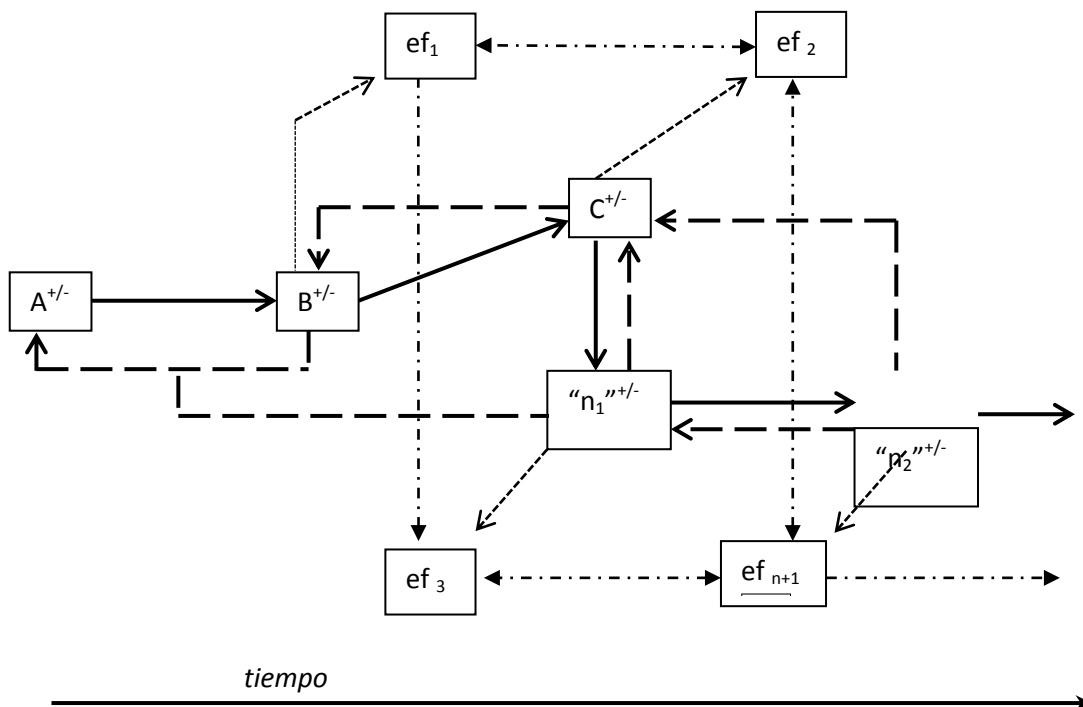 ef₁
ef ₂
C⁺/⁻
A⁺/⁻
B⁺/⁻
“n₁”⁺/⁻
“n₂”⁺/⁻
ef ₃
ef ₙ₊₁
tiempo